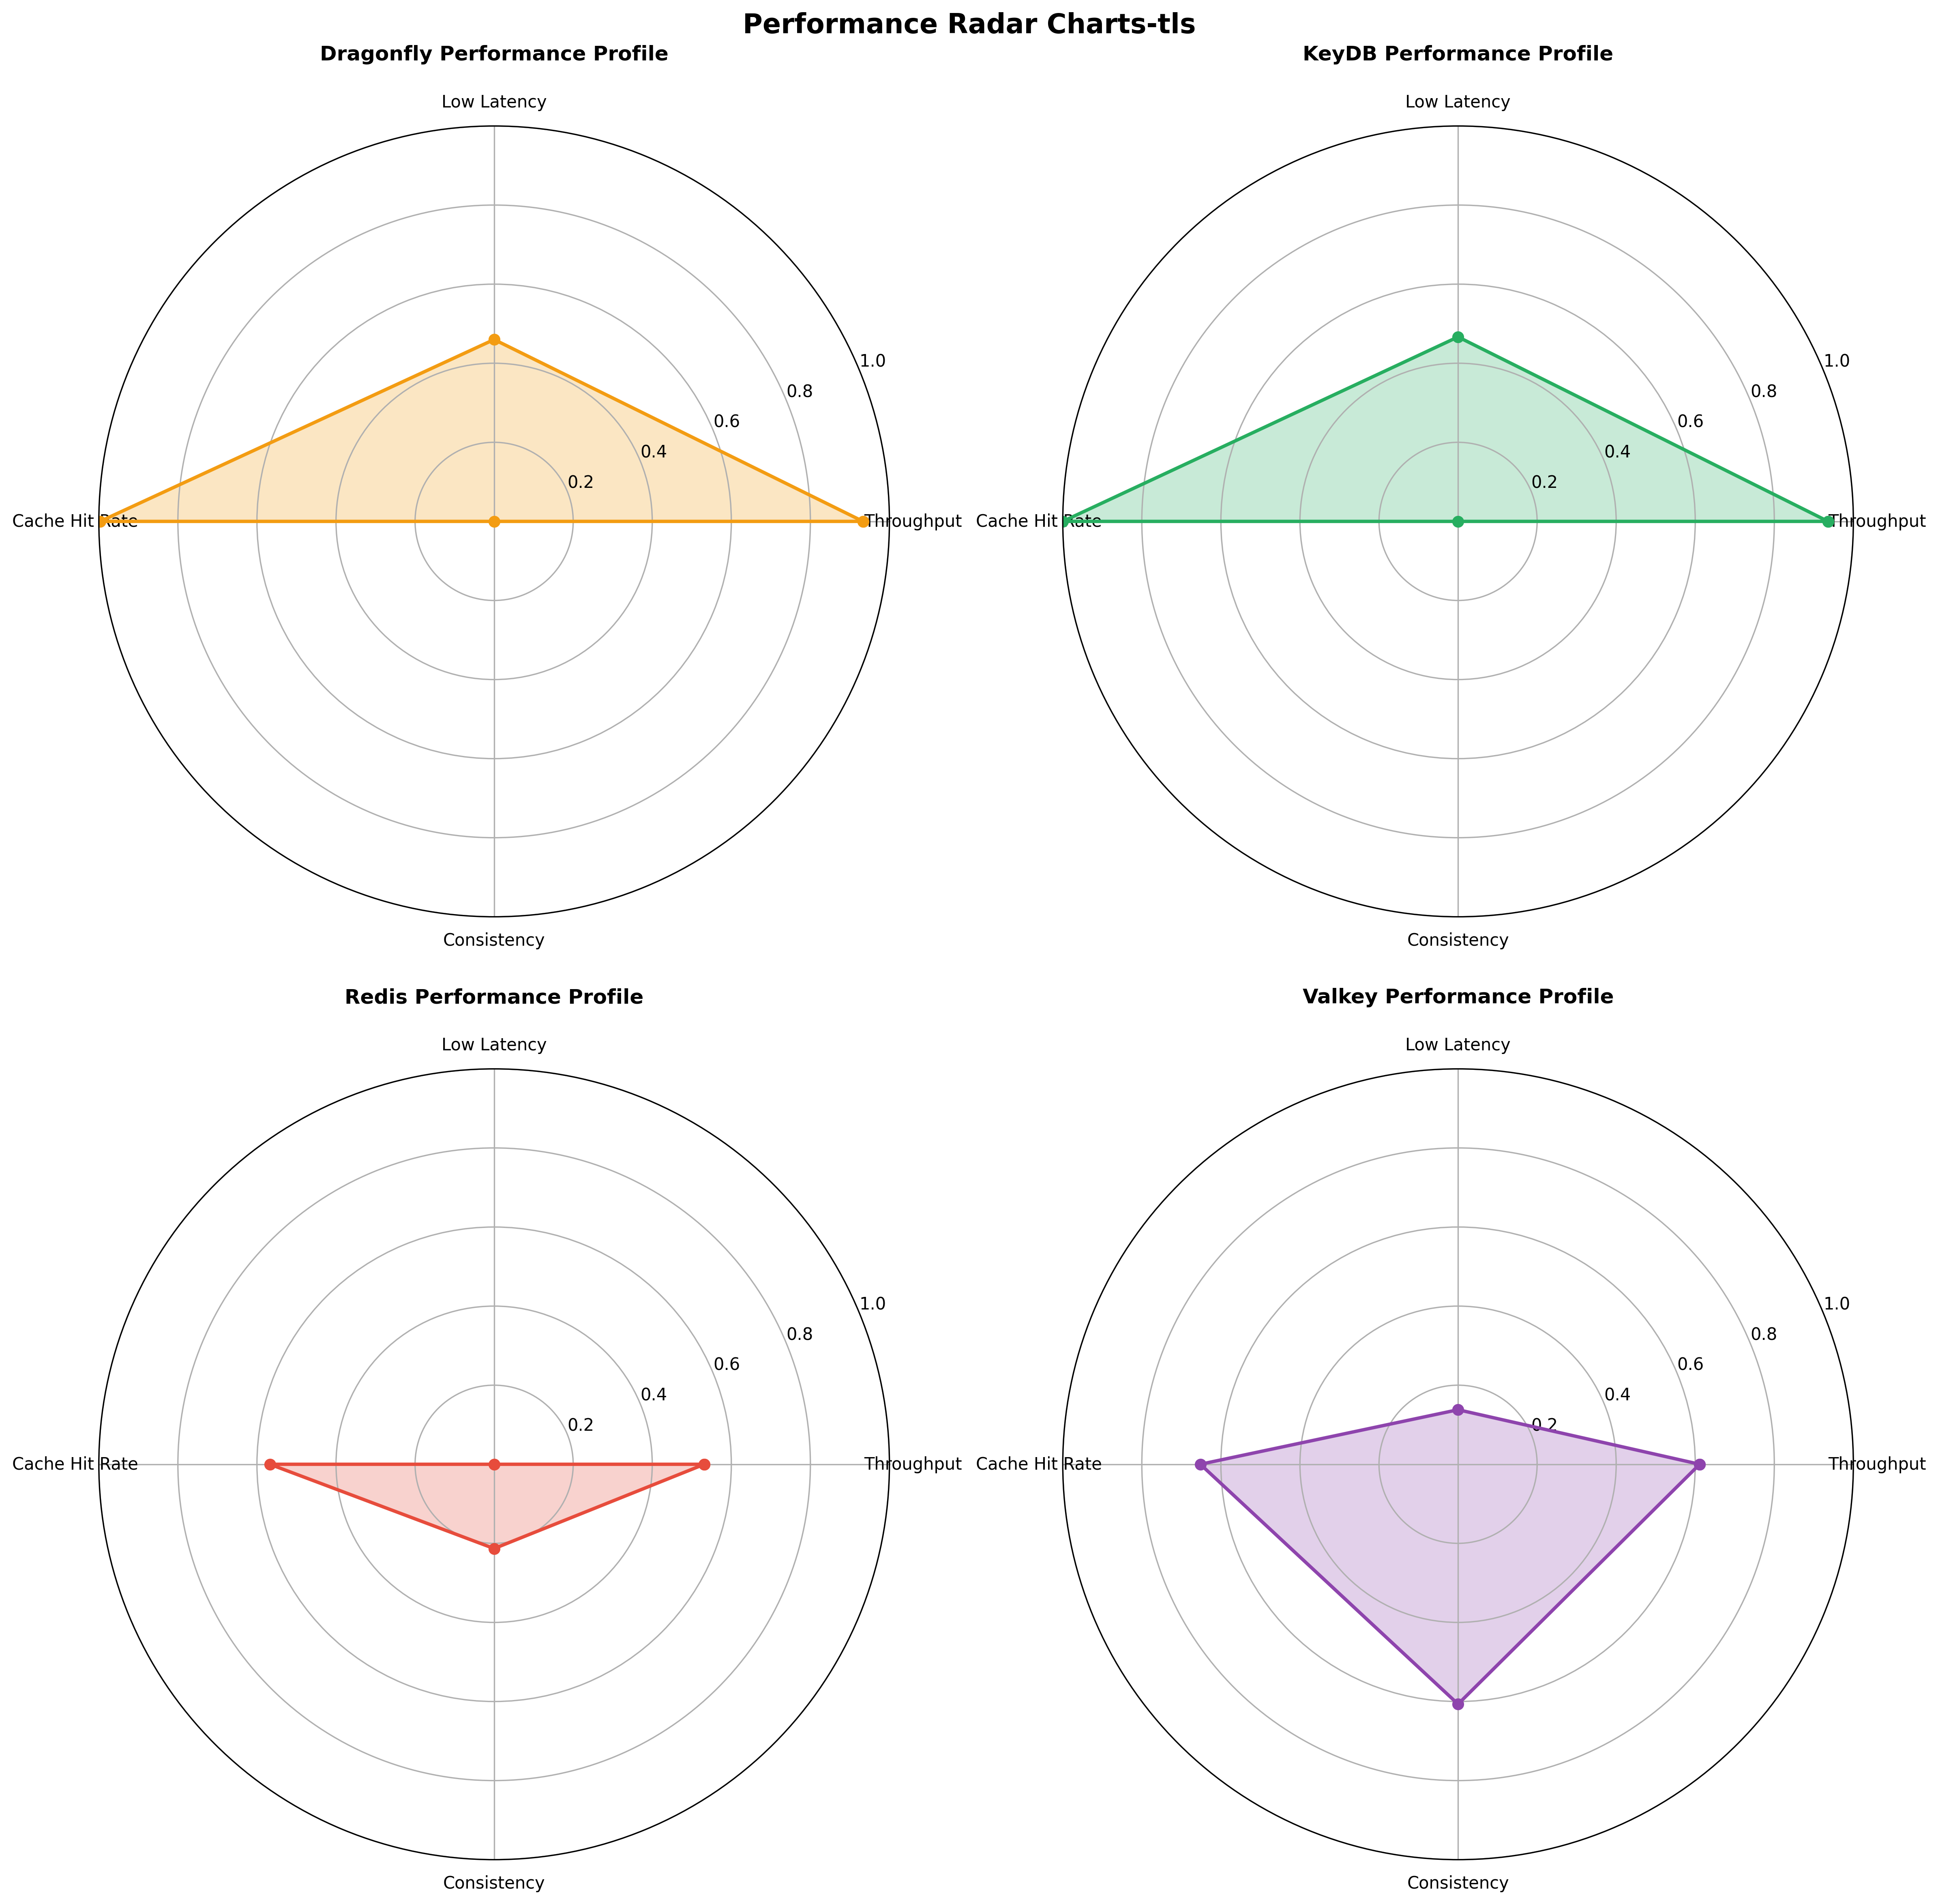 Performance Radar Charts-tls
Dragonfly Performance Profile
Low Latency
1.0
0.8
0.6
0.4
0.2
Cache Hit Rate
Throughput
Consistency
KeyDB Performance Profile
Low Latency
1.0
0.8
0.6
0.4
0.2
Cache Hit Rate
Throughput
Consistency
Redis Performance Profile
Low Latency
1.0
0.8
0.6
0.4
0.2
Cache Hit Rate
Throughput
Consistency
Valkey Performance Profile
Low Latency
1.0
0.8
0.6
0.4
0.2
Cache Hit Rate
Throughput
Consistency